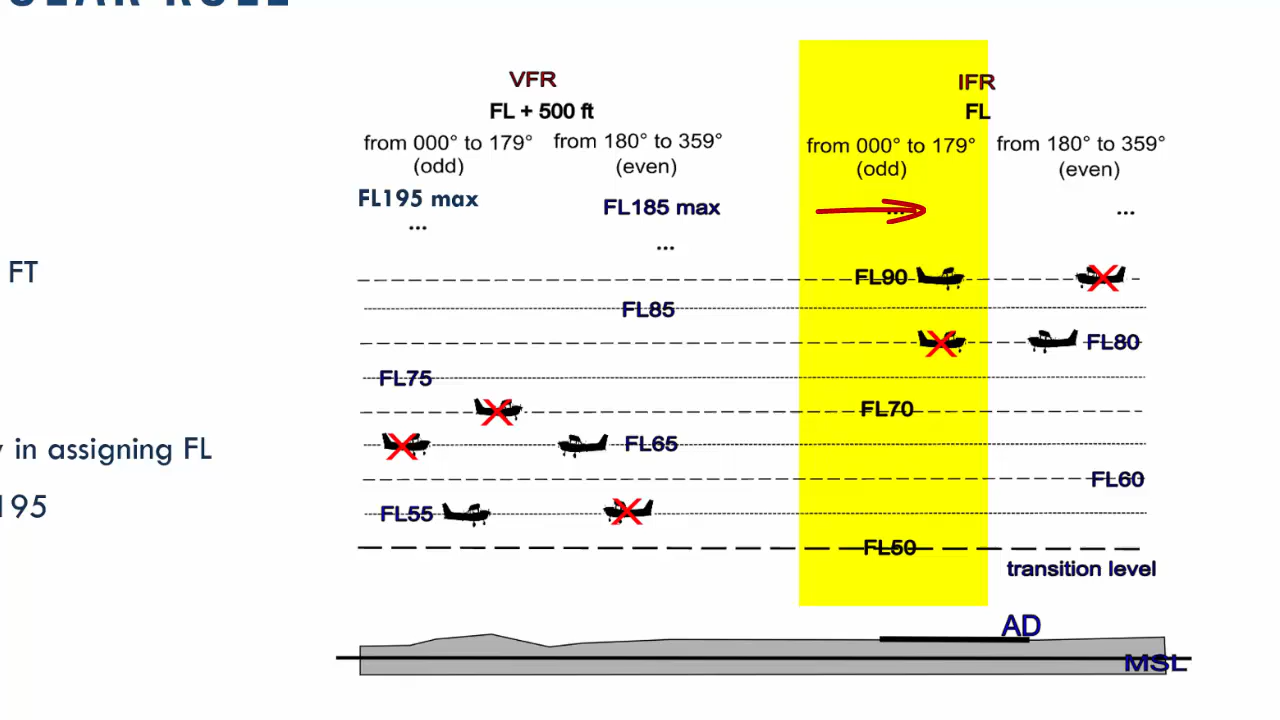 VFR
FL + 500 ft
from 000° to 179°
(odd)
from 180° to 359°
(even)
FL195 max
...
FL185 max
...
IFR
FL
from 000° to 179°
(odd)
from 180° to 359°
(even)
...
...
FT
FL90
FL85
FL80
FL75
FL70
in assigning FL
FL65
FL60
195
FL55
FL50
transition level
AD
MSL